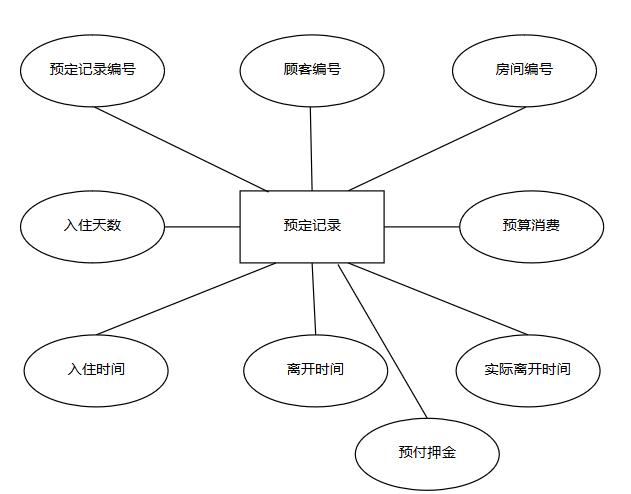 预定记录编号
顾客编号
房间编号
入住天数
预定记录
预算消费
入住时间
离开时间
实际离开时间
预付押金